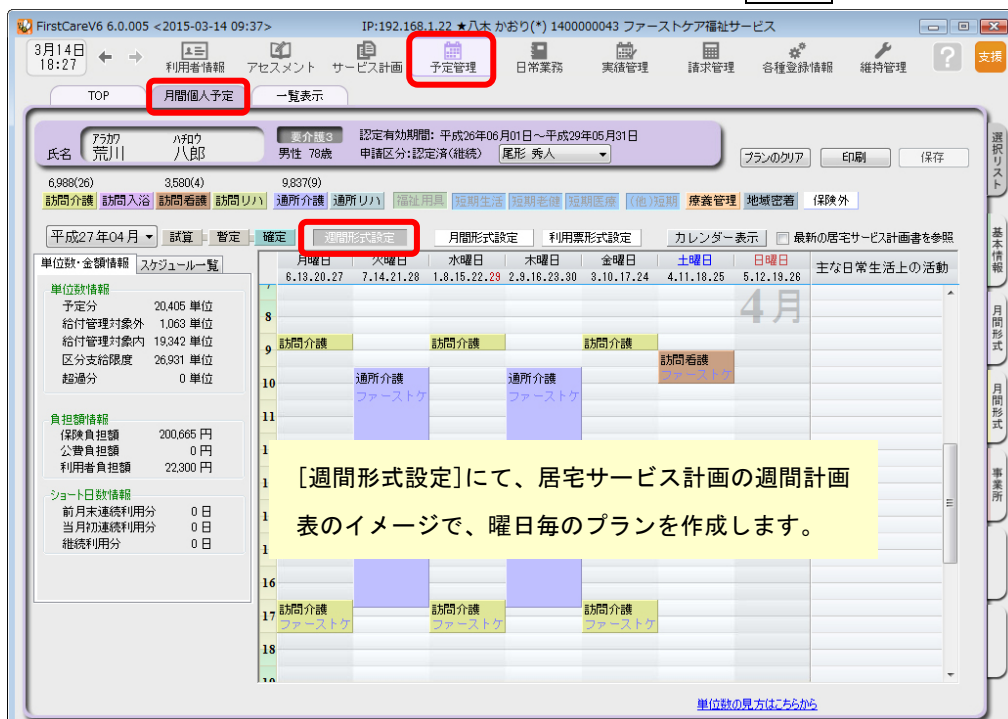 FirstCareV6 6.0.005 <2015-03-14 09:37> IP:192.168.1.22 ★八木 かおり(*) 1400000043 ファーストケア福祉サービス
3月14日
18:27
利用者情報 アセスメント サービス計画 予定管理 日常業務 実績管理 請求管理 各種登録情報 維持管理 ? 支援
TOP 月間個人予定 一覧表示
氏名 アラカワ ハチロウ
荒川 八郎
要介護3 認定有効期間: 平成26年06月01日～平成29年05月31日
男性 78歳 申請区分:認定済(継続) 尾形 秀人
プランのクリア 印刷 保存
6,988(26) 3,580(4) 9,837(9)
訪問介護 訪問入浴 訪問看護 訪問リハ 通所介護 通所リハ 福祉用具 短期生活 短期老健 短期医療 (他)短期 療養管理 地域密着 保険外
平成27年04月 試算 暫定 確定 週間形式設定 月間形式設定 利用票形式設定 カレンダー表示 最新の居宅サービス計画書を参照
単位数・金額情報 スケジュール一覧
単位数情報
予定分 20,405 単位
給付管理対象外 1,063 単位
給付管理対象内 19,342 単位
区分支給限度 26,931 単位
超過分 0 単位
負担額情報
保険負担額 200,665 円
公費負担額 0 円
利用者負担額 22,300 円
ショート日数情報
前月末連続利用分 0 日
当月初連続利用分 0 日
継続利用分 0 日
月曜日 火曜日 水曜日 木曜日 金曜日 土曜日 日曜日 主な日常生活上の活動
6.13.20.27 7.14.21.28 1.8.15.22.29 2.9.16.23.30 3.10.17.24 4.11.18.25 5.12.19.26
4月
8
9 訪問介護 訪問介護 訪問介護
訪問看護
ファーストケ
10 通所介護 通所介護
ファーストケ ファーストケ
11
[週間形式設定]にて、居宅サービス計画の週間計画
表のイメージで、曜日毎のプランを作成します。
16
17 訪問介護 訪問介護 訪問介護
ファーストケ ファーストケ ファーストケ
18
単位数の見方はこちらから
選択リスト
基本情報
月間形式
月間形式
事業所